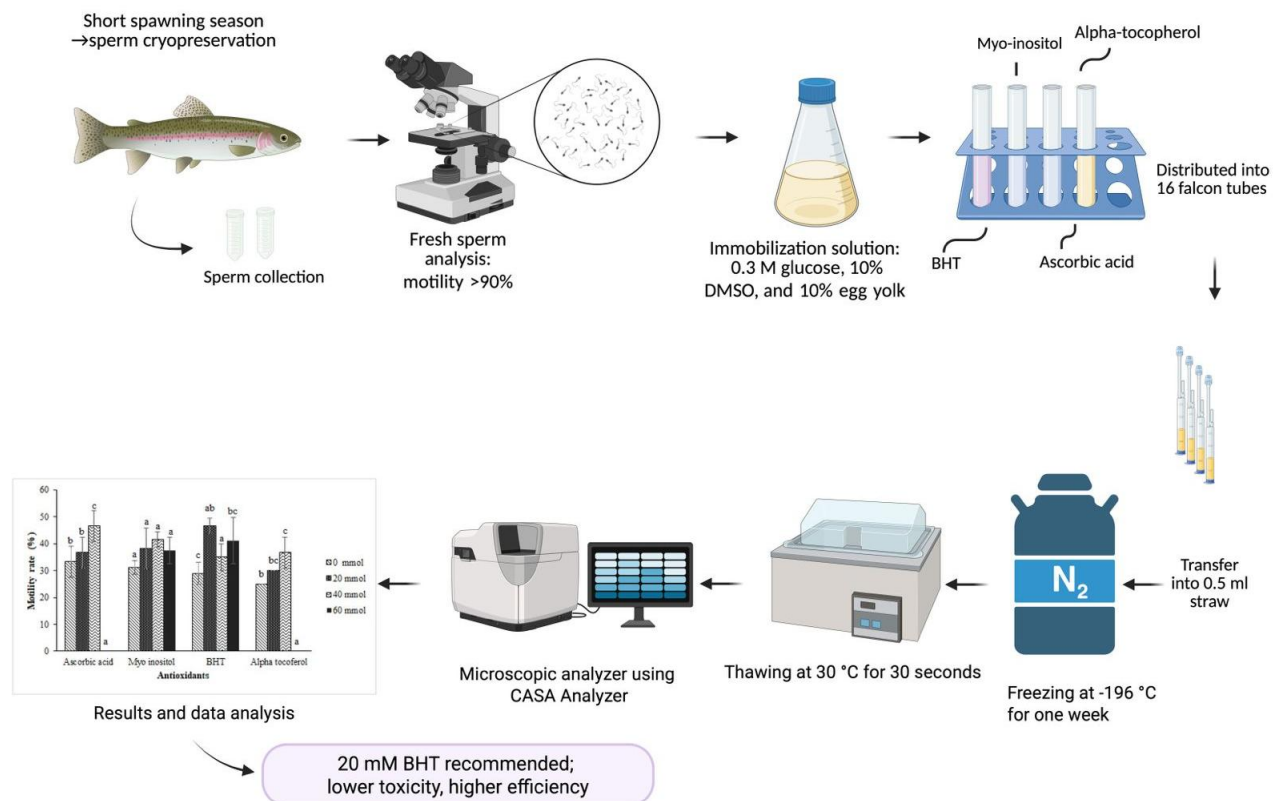 Short spawning season
→sperm cryopreservation
Sperm collection
Fresh sperm
analysis:
motility >90%
Immobilization solution:
0.3 M glucose, 10%
DMSO, and 10% egg yolk
Myo-inositol
Alpha-tocopherol
BHT
Ascorbic acid
Distributed into
16 falcon tubes
Transfer
into 0.5 ml
straw
N2
Freezing at -196 °C
for one week
Thawing at 30 °C for 30 seconds
Microscopic analyzer using
CASA Analyzer
Motility rate (%)
60
50
40
30
20
10
0
b
b
c
a
a
a
a
a
c
ab
a
bc
b
bc
c
a
0 mmol
20 mmol
40 mmol
60 mmol
Ascorbic acid
Myo inositol
BHT
Alpha tocoferol
Antioxidants
Results and data analysis
20 mM BHT recommended;
lower toxicity, higher efficiency